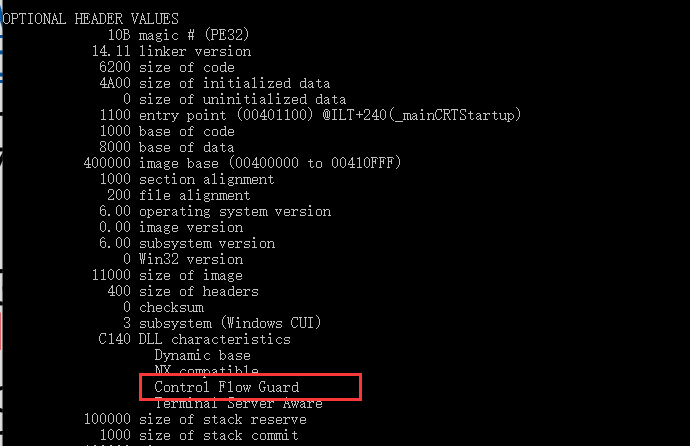 OPTIONAL HEADER VALUES
10B magic # (PE32)
14.11 linker version
6200 size of code
4A00 size of initialized data
0 size of uninitialized data
1100 entry point (00401100) @ILT+240(_mainCRTStartup)
1000 base of code
8000 base of data
400000 image base (00400000 to 00410FFF)
1000 section alignment
200 file alignment
6.00 operating system version
0.00 image version
6.00 subsystem version
0 Win32 version
11000 size of image
400 size of headers
0 checksum
3 subsystem (Windows CUI)
C140 DLL characteristics
Dynamic base
NX compatible
Control Flow Guard
Terminal Server Aware
100000 size of stack reserve
1000 size of stack commit